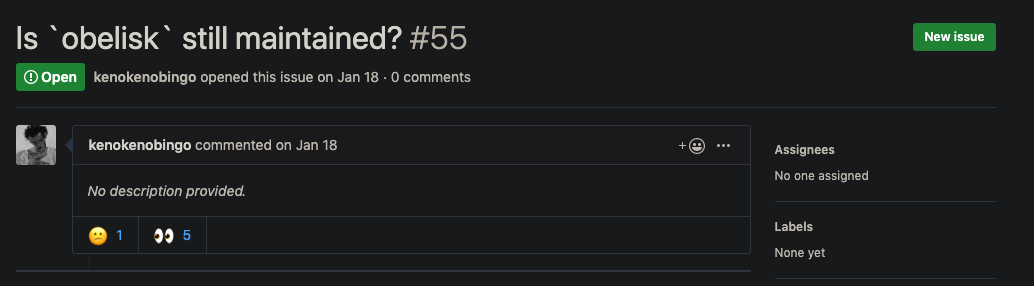 Is `obelisk` still maintained? #55
New issue
Open
kenokenobingo opened this issue on Jan 18 · 0 comments
kenokenobingo commented on Jan 18
No description provided.
1
5
Assignees
No one assigned
Labels
None yet